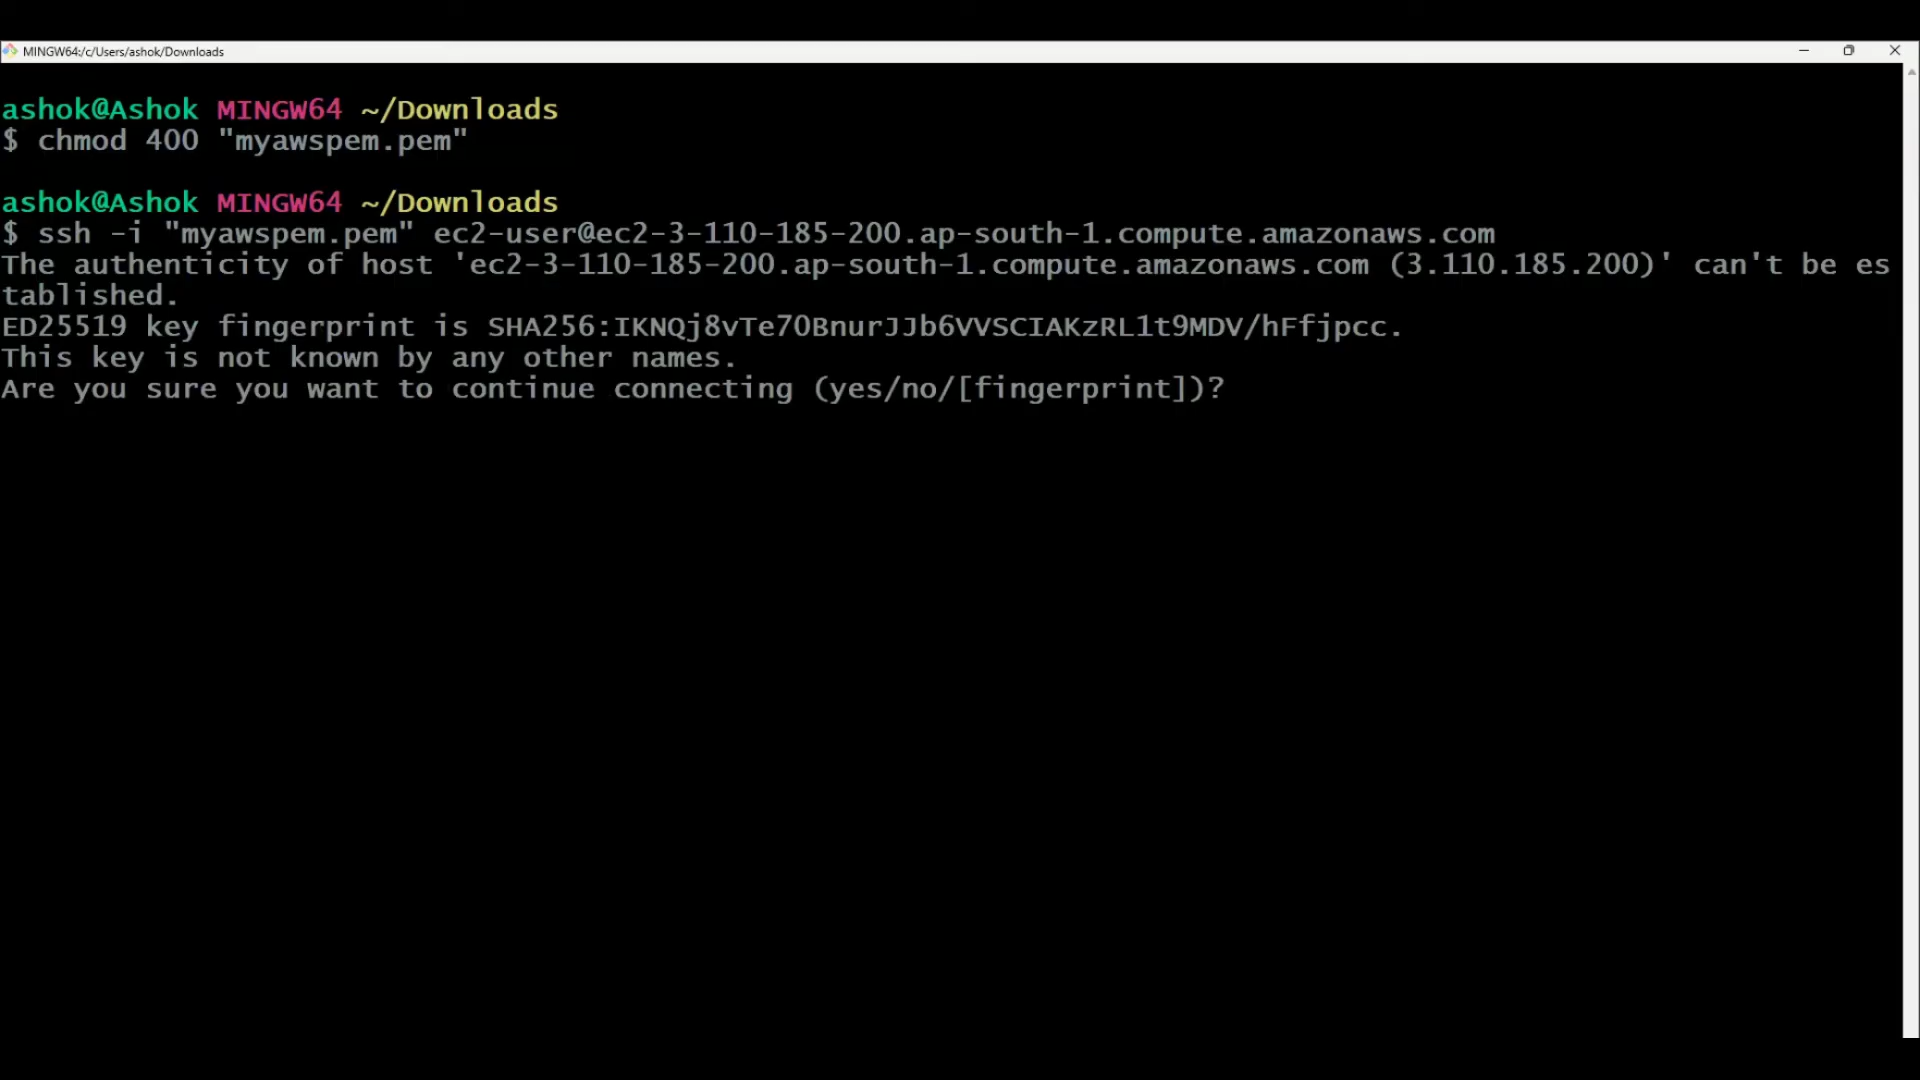 MINGW64:/c/Users/ashok/Downloads
ashok@Ashok MINGW64 ~/Downloads
$ chmod 400 "myawspem.pem"
ashok@Ashok MINGW64 ~/Downloads
$ ssh -i "myawspem.pem" ec2-user@ec2-3-110-185-200.ap-south-1.compute.amazonaws.com
The authenticity of host 'ec2-3-110-185-200.ap-south-1.compute.amazonaws.com (3.110.185.200)' can't be es
tablished.
ED25519 key fingerprint is SHA256:IKNQj8vTe7OBnurJJb6VVSCIAKzRL1t9MDV/hFfjpcc.
This key is not known by any other names.
Are you sure you want to continue connecting (yes/no/[fingerprint])?